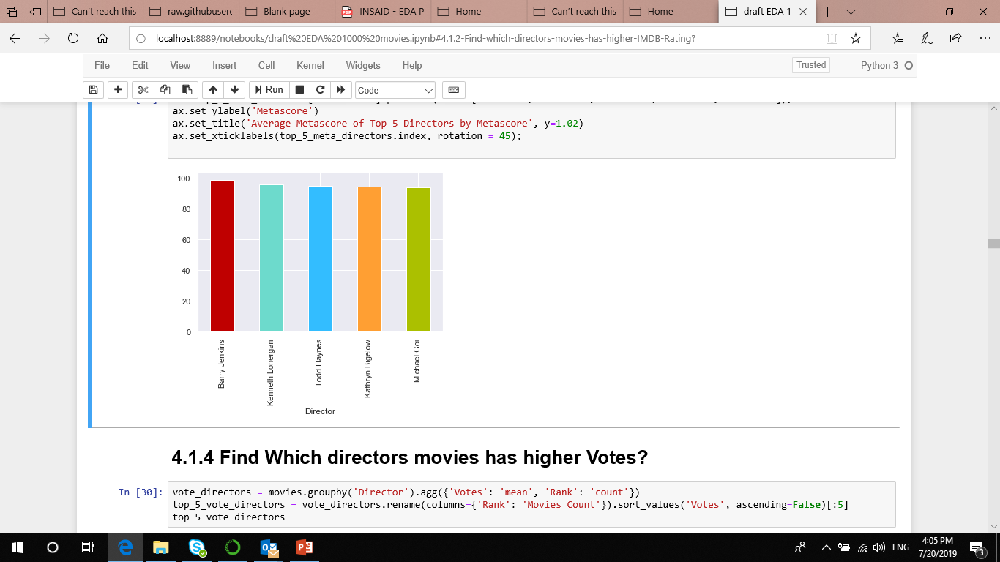 Can't reach this
raw.githubuserc
Blank page
INSAID - EDA P
Home
Can't reach this
Home
draft EDA 1
localhost:8889/notebooks/draft%20EDA%201000%20movies.ipynb#4.1.2-Find-which-directors-movies-has-higher-IMDB-Rating?
File Edit View Insert Cell Kernel Widgets Help
Trusted
Python 3
Run
Code
ax.set_ylabel('Metascore')
ax.set_title('Average Metascore of Top 5 Directors by Metascore', y=1.02)
ax.set_xticklabels(top_5_meta_directors.index, rotation = 45);
100
80
60
40
20
0
Barry Jenkins
Kenneth Lonergan
Todd Haynes
Kathryn Bigelow
Michael Goi
Director
4.1.4 Find Which directors movies has higher Votes?
In [30]:
vote_directors = movies.groupby('Director').agg({'Votes': 'mean', 'Rank': 'count'})
top_5_vote_directors = vote_directors.rename(columns={'Rank': 'Movies Count'}).sort_values('Votes', ascending=False)[:5]
top_5_vote_directors
ENG
4:05 PM
7/20/2019
3